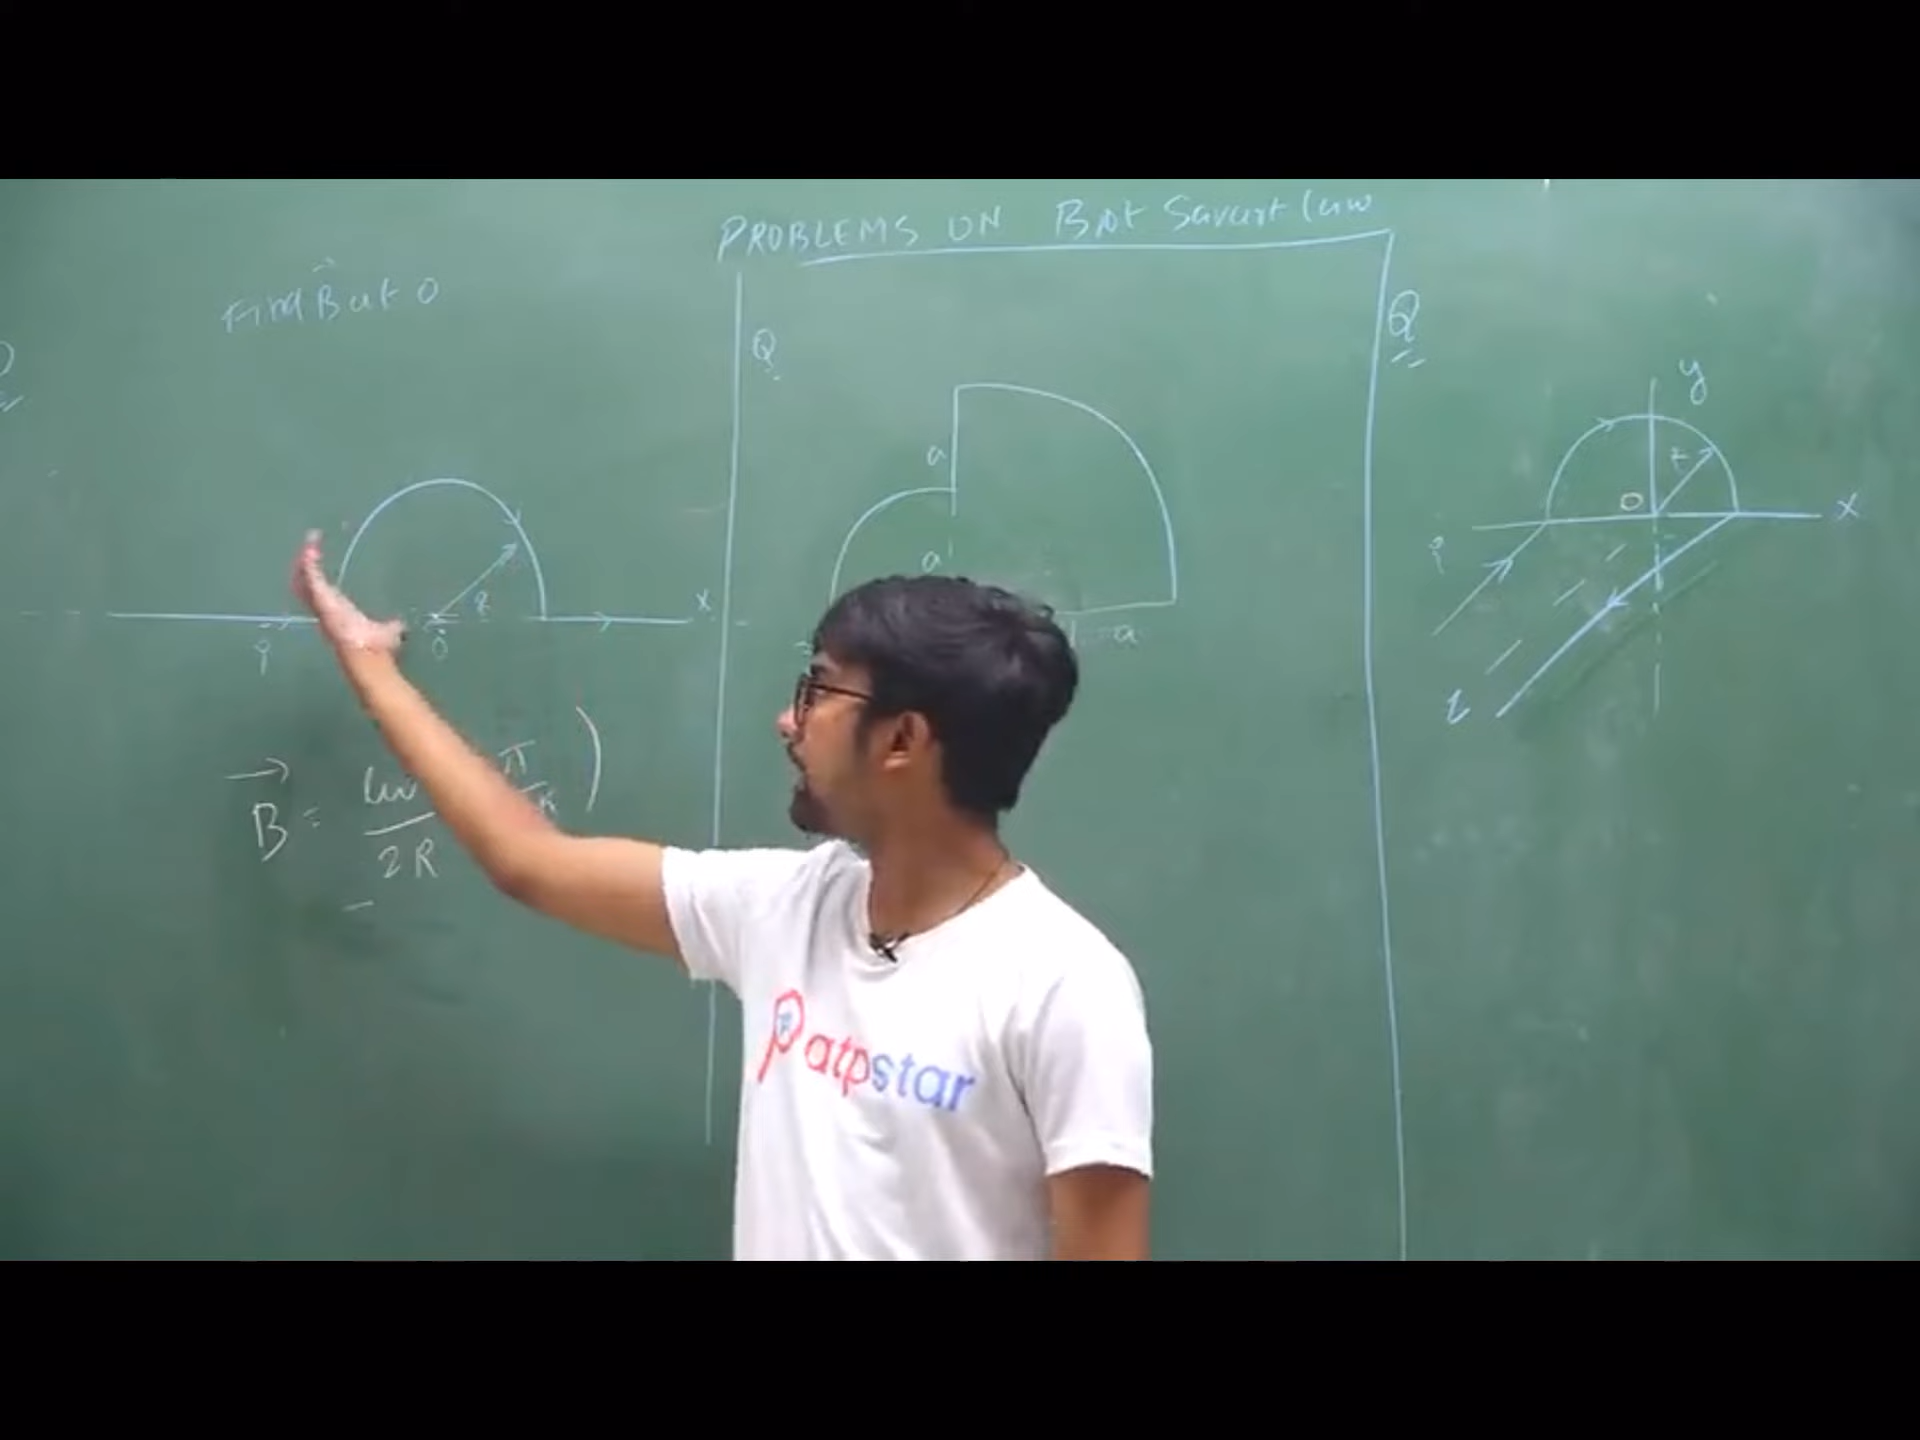 PROBLEMS ON Biot Savart law
Find B at O
Q
Q
y
a
R
O
X
a
i
X
a
R
i
O
z
B =
π
2R
Patpstar